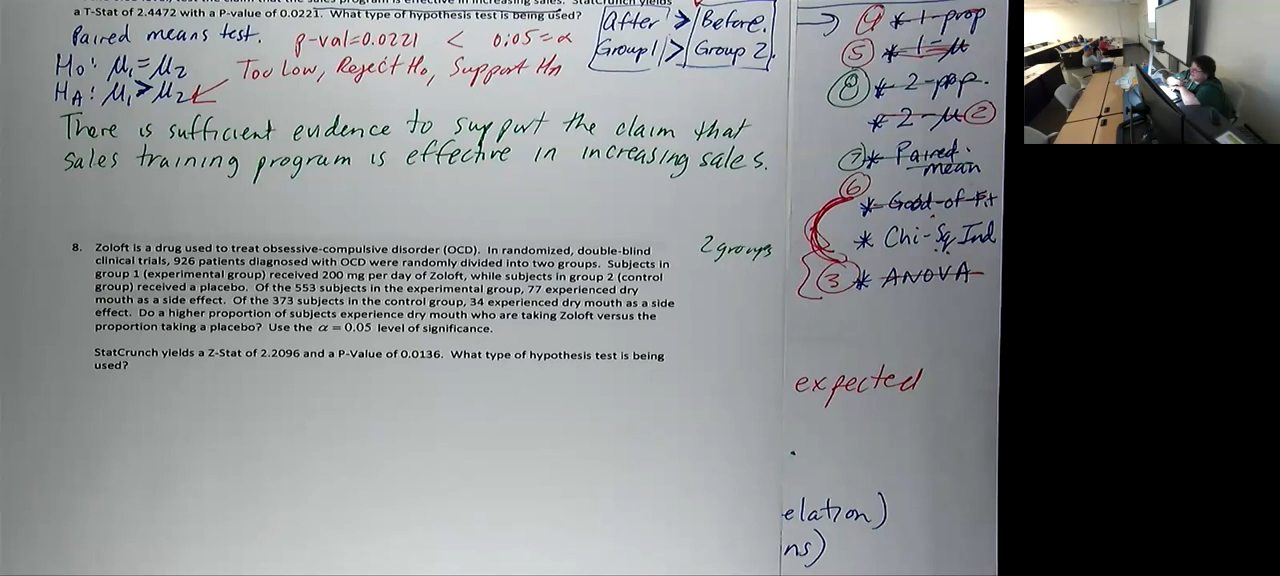 a T-Stat of 2.4472 with a P-value of 0.0221. What type of hypothesis test is being used?
Paired means test. p-val=0.0221 < 0.05=α
H₀: μ₁=μ₂ Too Low, Reject H₀, Support Hₐ
Hₐ: μ₁>μ₂
After > Before.
Group 1 > Group 2.
There is sufficient evidence to support the claim that
sales training program is effective in increasing sales.
8. Zoloft is a drug used to treat obsessive-compulsive disorder (OCD). In randomized, double-blind
clinical trials, 926 patients diagnosed with OCD were randomly divided into two groups. Subjects in
group 1 (experimental group) received 200 mg per day of Zoloft, while subjects in group 2 (control
group) received a placebo. Of the 553 subjects in the experimental group, 77 experienced dry
mouth as a side effect. Of the 373 subjects in the control group, 34 experienced dry mouth as a side
effect. Do a higher proportion of subjects experience dry mouth who are taking Zoloft versus the
proportion taking a placebo? Use the α = 0.05 level of significance.
2 groups
StatCrunch yields a Z-Stat of 2.2096 and a P-Value of 0.0136. What type of hypothesis test is being
used?
* 1-prop
⑤ * 1-μ
⑧ * 2-prop.
* 2-μ ②
⑦ * Paired.
mean
⑥
* Good-of-Fit
* Chi-Sq Ind
③ * ANOVA
expected
elation)
ns)